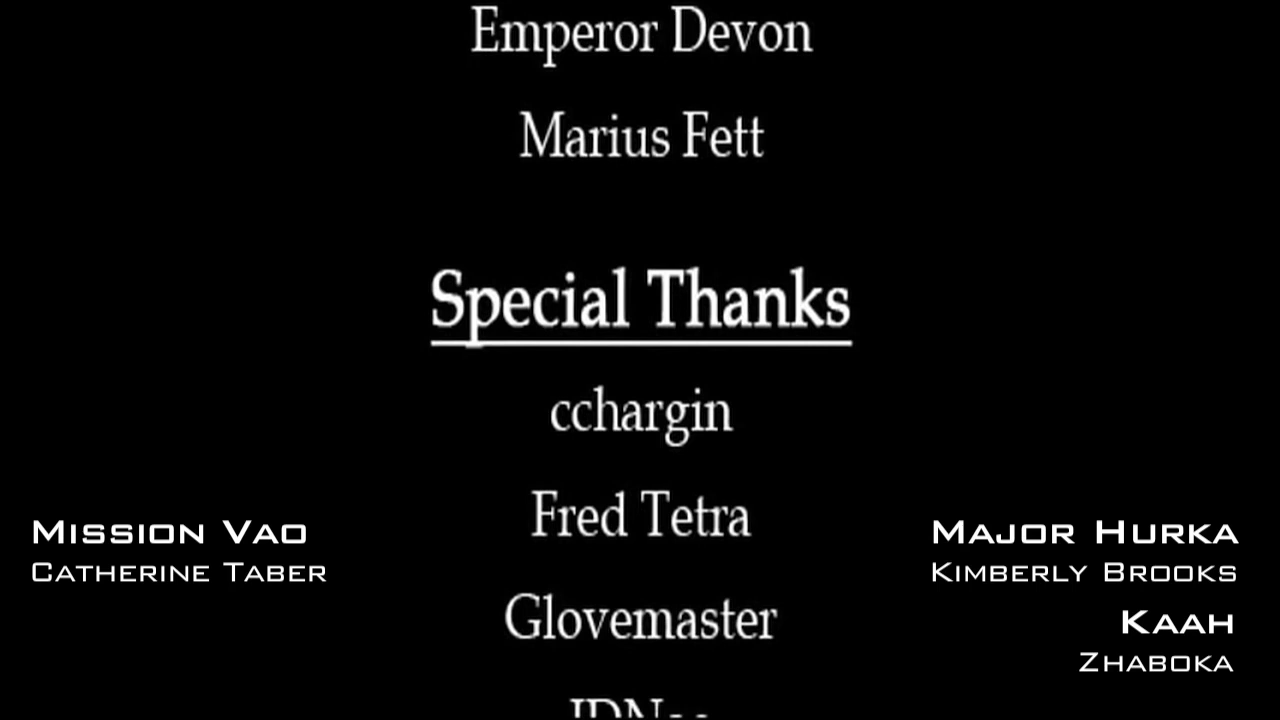 Emperor Devon
Marius Fett
Special Thanks
cchargin
Fred Tetra
Glovemaster
Mission Vao
Catherine Taber
Major Hurka
Kimberly Brooks
Kaah
Zhaboka